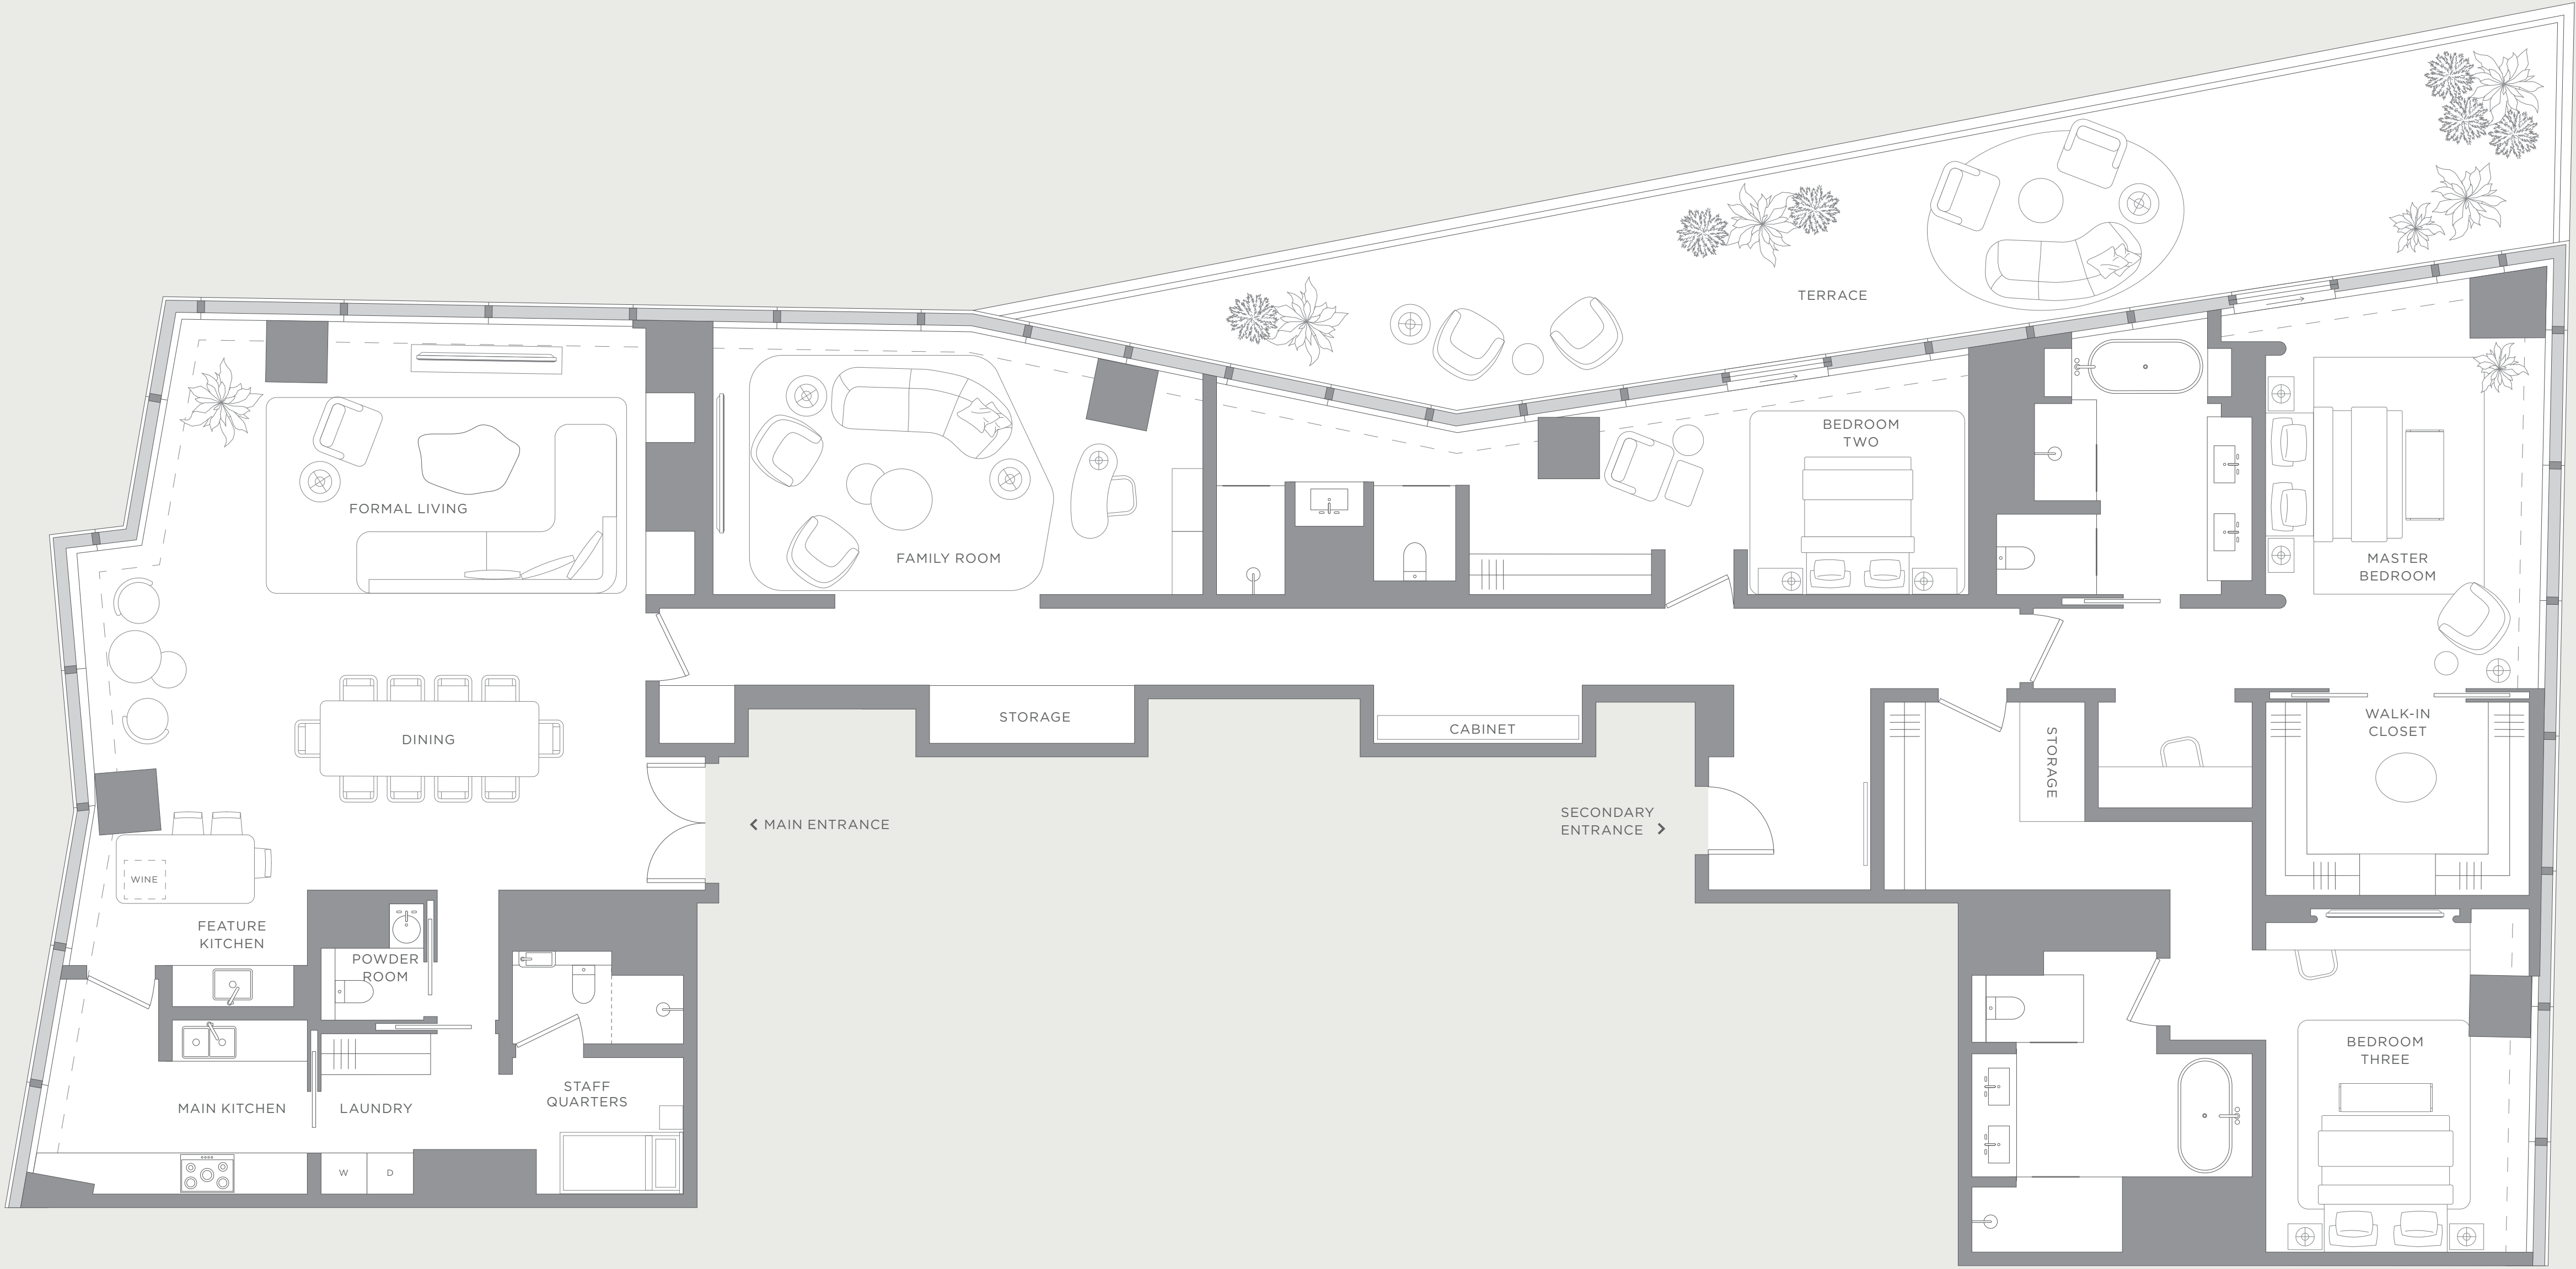 TERRACE
BEDROOM
TWO
FORMAL LIVING
FAMILY ROOM
MASTER
BEDROOM
STORAGE
CABINET
DINING
WALK-IN
CLOSET
STORAGE
MAIN ENTRANCE
SECONDARY
ENTRANCE
WINE
FEATURE
KITCHEN
POWDER
ROOM
BEDROOM
THREE
STAFF
QUARTERS
MAIN KITCHEN
LAUNDRY
W
D